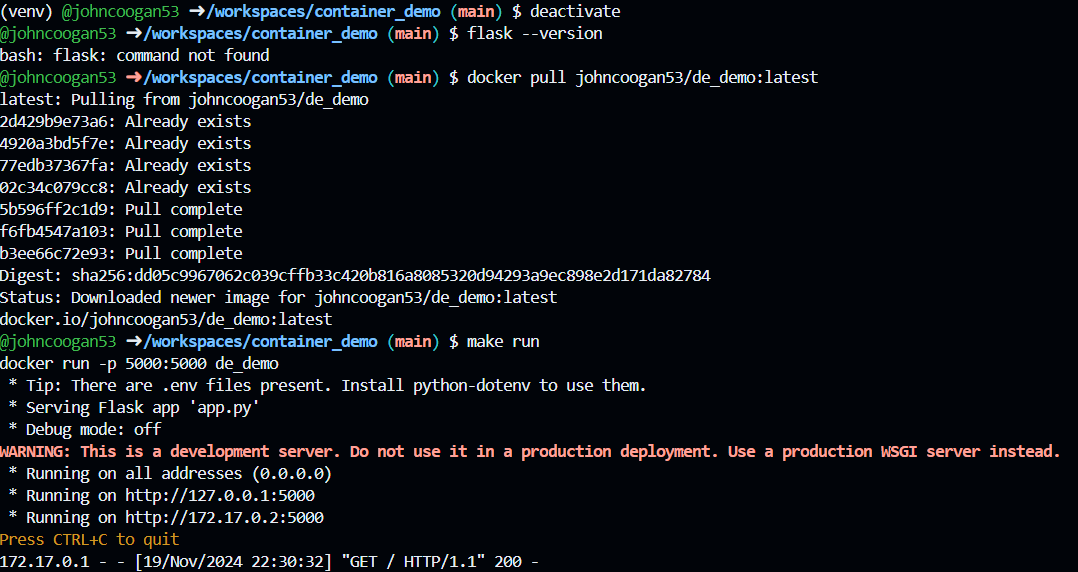 (venv) @johncoogan53 ➜/workspaces/container_demo (main) $ deactivate
@johncoogan53 ➜/workspaces/container_demo (main) $ flask --version
bash: flask: command not found
@johncoogan53 ➜/workspaces/container_demo (main) $ docker pull johncoogan53/de_demo:latest
latest: Pulling from johncoogan53/de_demo
2d429b9e73a6: Already exists
4920a3bd5f7e: Already exists
77edb37367fa: Already exists
02c34c079cc8: Already exists
5b596ff2c1d9: Pull complete
f6fb4547a103: Pull complete
b3ee66c72e93: Pull complete
Digest: sha256:dd05c9967062c039cffb33c420b816a8085320d94293a9ec898e2d171da82784
Status: Downloaded newer image for johncoogan53/de_demo:latest
docker.io/johncoogan53/de_demo:latest
@johncoogan53 ➜/workspaces/container_demo (main) $ make run
docker run -p 5000:5000 de_demo
 * Tip: There are .env files present. Install python-dotenv to use them.
 * Serving Flask app 'app.py'
 * Debug mode: off
WARNING: This is a development server. Do not use it in a production deployment. Use a production WSGI server instead.
 * Running on all addresses (0.0.0.0)
 * Running on http://127.0.0.1:5000
 * Running on http://172.17.0.2:5000
Press CTRL+C to quit
172.17.0.1 - - [19/Nov/2024 22:30:32] "GET / HTTP/1.1" 200 -